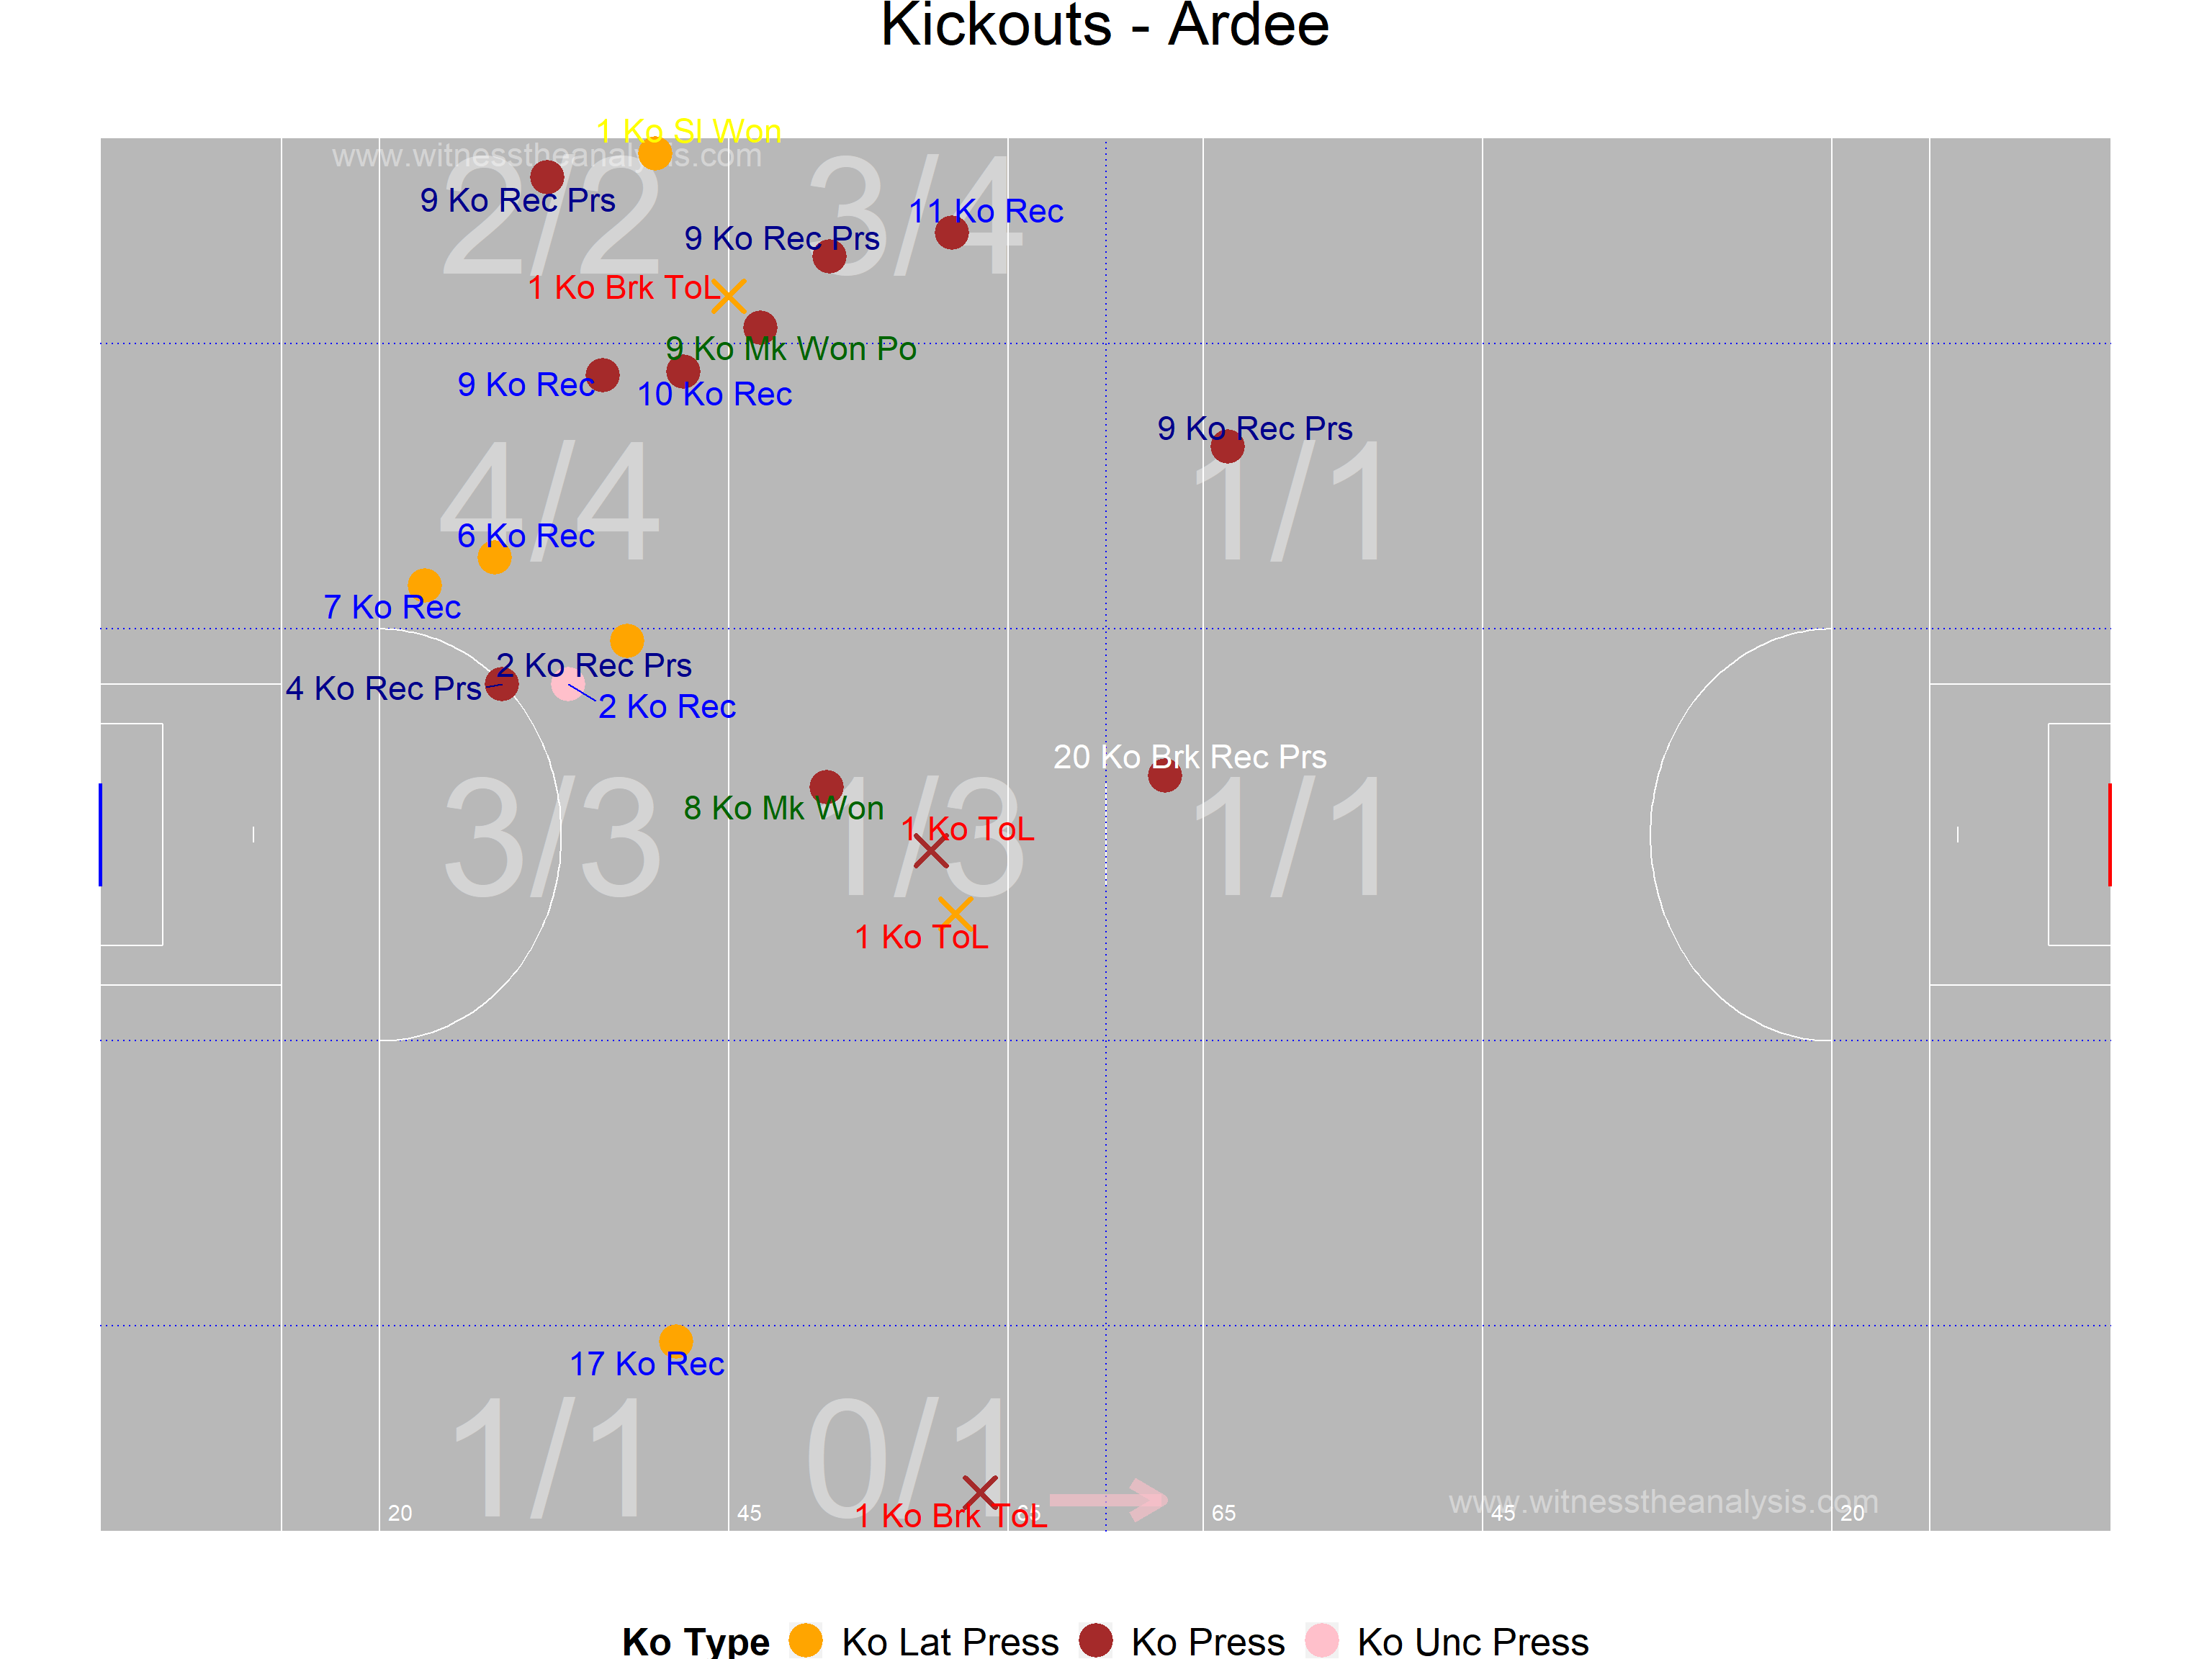 Kickouts - Ardee
1 Ko Sl Won
www.witnesstheanalysis.com
2/2
3/4
9 Ko Rec Prs
11 Ko Rec
9 Ko Rec Prs
1 Ko Brk ToL
9 Ko Mk Won Po
9 Ko Rec
10 Ko Rec
9 Ko Rec Prs
4/4
1/1
6 Ko Rec
7 Ko Rec
2 Ko Rec Prs
4 Ko Rec Prs
2 Ko Rec
20 Ko Brk Rec Prs
8 Ko Mk Won
3/3
1/3
1/1
1 Ko ToL
1 Ko ToL
17 Ko Rec
1/1
0/1
www.witnesstheanalysis.com
20
45
65
65
45
20
1 Ko Brk ToL
Ko Type Ko Lat Press Ko Press Ko Unc Press